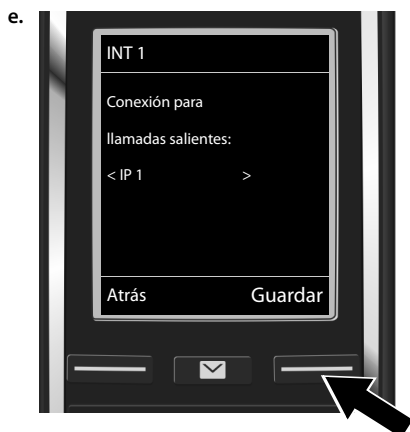 e.
INT 1
Conexión para
llamadas salientes:
< IP 1 >
Atrás Guardar